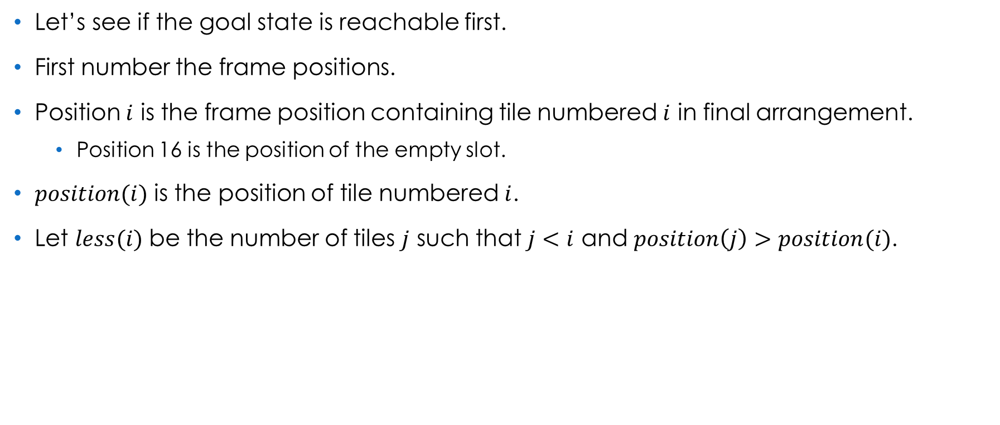 • Let’s see if the goal state is reachable first.
• First number the frame positions.
• Position i is the frame position containing tile numbered i in final arrangement.
• Position 16 is the position of the empty slot.
• position(i) is the position of tile numbered i.
• Let less(i) be the number of tiles j such that j < i and position(j) > position(i).